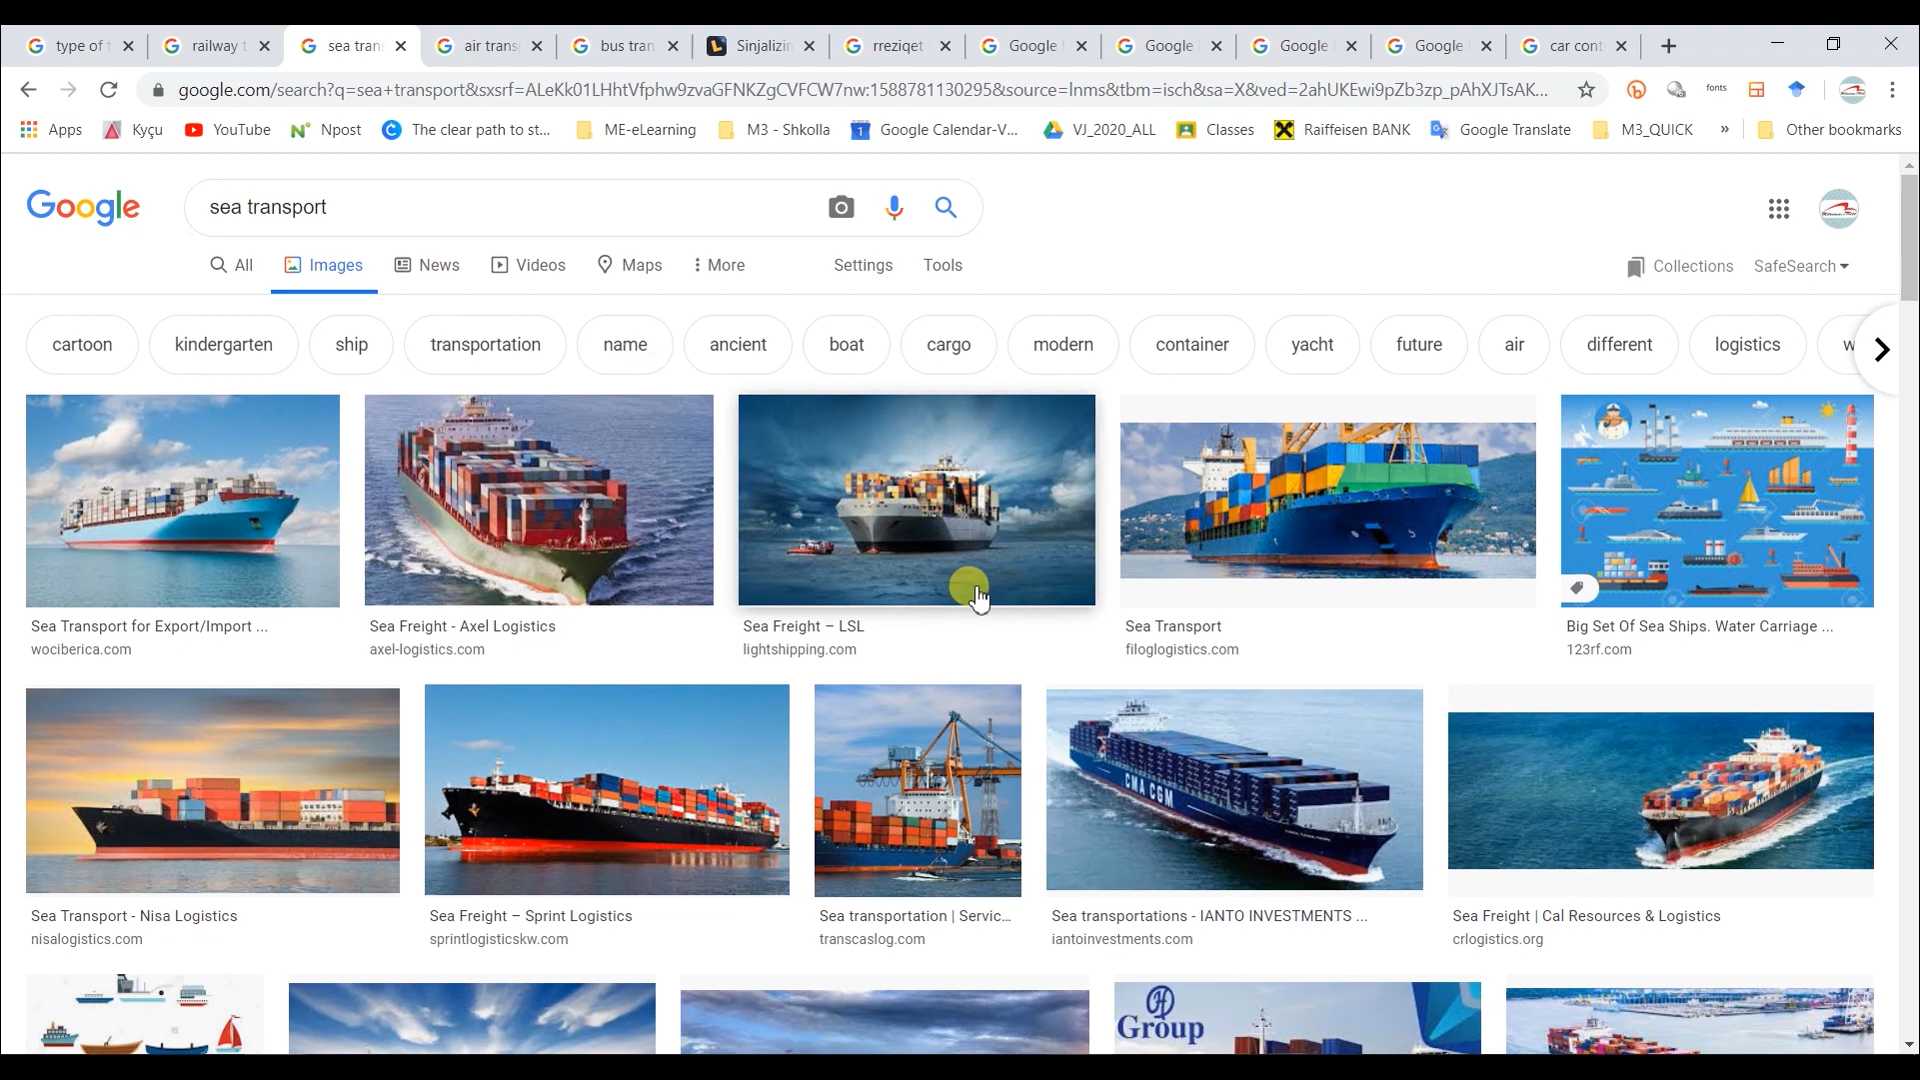 type of t
railway t
sea trans
air transp
bus tran
Sinjalizin
rreziqet
Google
Google
Google
Google
car cont
google.com/search?q=sea+transport&sxsrf=ALeKk01LHhtVfphw9zvaGFNKZgCVFCW7nw:1588781130295&source=lnms&tbm=isch&sa=X&ved=2ahUKEwi9pZb3zp_pAhXJTsAK...
fonts
Apps
Kyçu
YouTube
Npost
The clear path to st...
ME-eLearning
M3 - Shkolla
Google Calendar-V...
VJ_2020_ALL
Classes
Raiffeisen BANK
Google Translate
M3_QUICK
»
Other bookmarks
Google
sea transport
All
Images
News
Videos
Maps
More
Settings
Tools
Collections
SafeSearch
cartoon
kindergarten
ship
transportation
name
ancient
boat
cargo
modern
container
yacht
future
air
different
logistics
w
Sea Transport for Export/Import ...
wociberica.com
Sea Freight - Axel Logistics
axel-logistics.com
Sea Freight – LSL
lightshipping.com
Sea Transport
filoglogistics.com
Big Set Of Sea Ships. Water Carriage ...
123rf.com
CMA CGM
Sea Transport - Nisa Logistics
nisalogistics.com
Sea Freight – Sprint Logistics
sprintlogisticskw.com
Sea transportation | Servic...
transcaslog.com
Sea transportations - IANTO INVESTMENTS ...
iantoinvestments.com
Sea Freight | Cal Resources & Logistics
crlogistics.org
Group